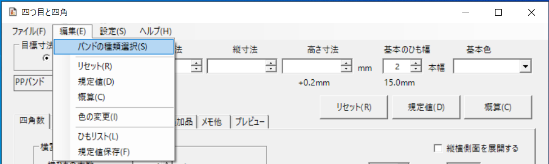 四つ目と四角
ファイル(F) 編集(E) 設定(S) ヘルプ(H)
目標寸法 バンドの種類選択(S) 寸法 縦寸法 高さ寸法 基本のひも幅 基本色
リセット(R)
mm 2 本幅
規定値(D)
PPバンド +0.2mm 15.0mm
概算(C)
リセット(R) 規定値(D) 概算(C)
色の変更(I)
四角数 加品 メモ他 プレビュー
ひもリスト(L)
規定値保存(F)
縦横側面を展開する